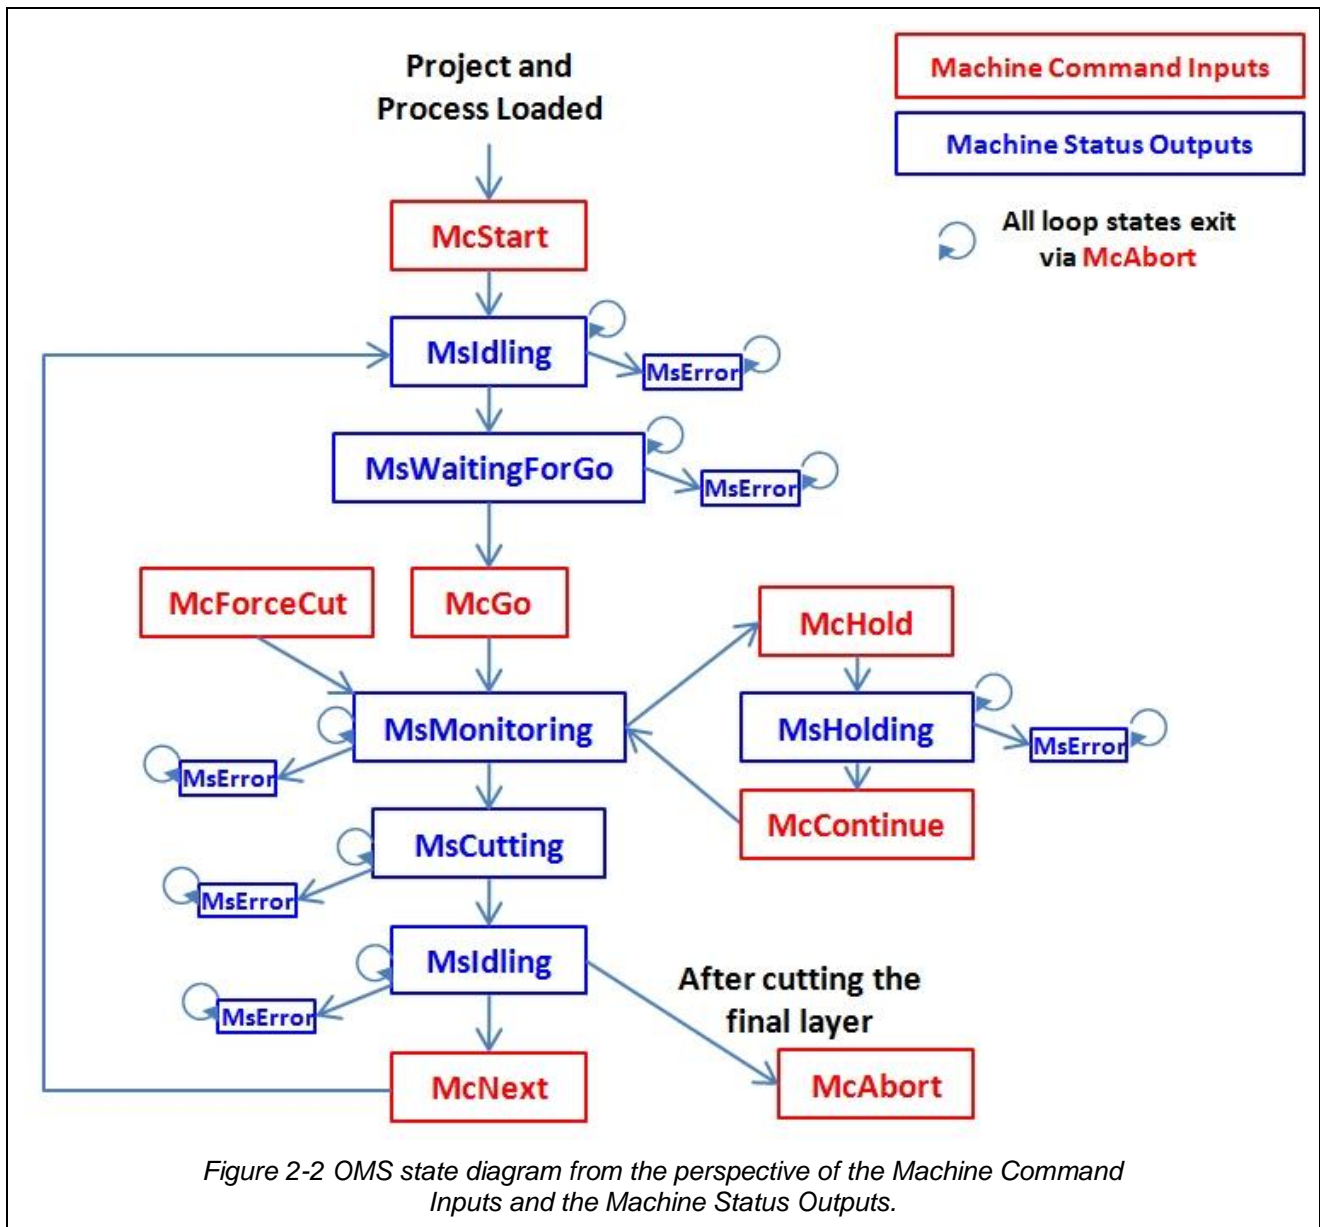 Project and
Process Loaded
Machine Command Inputs
Machine Status Outputs
All loop states exit
via McAbort
McStart
MsIdling
MsError
MsWaitingForGo
MsError
McForceCut
McGo
McHold
MsMonitoring
MsHolding
MsError
MsError
McContinue
MsCutting
MsError
MsIdling
MsError
After cutting the
final layer
McNext
McAbort
Figure 2-2 OMS state diagram from the perspective of the Machine Command
Inputs and the Machine Status Outputs.